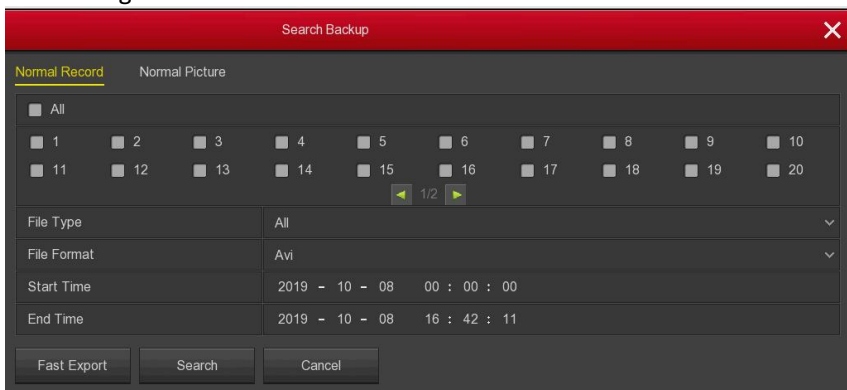 Search Backup
Normal Record Normal Picture
All
1 2 3 4 5 6 7 8 9 10
11 12 13 14 15 16 17 18 19 20
1/2
File Type All
File Format Avi
Start Time 2019 - 10 - 08 00 : 00 : 00
End Time 2019 - 10 - 08 16 : 42 : 11
Fast Export Search Cancel